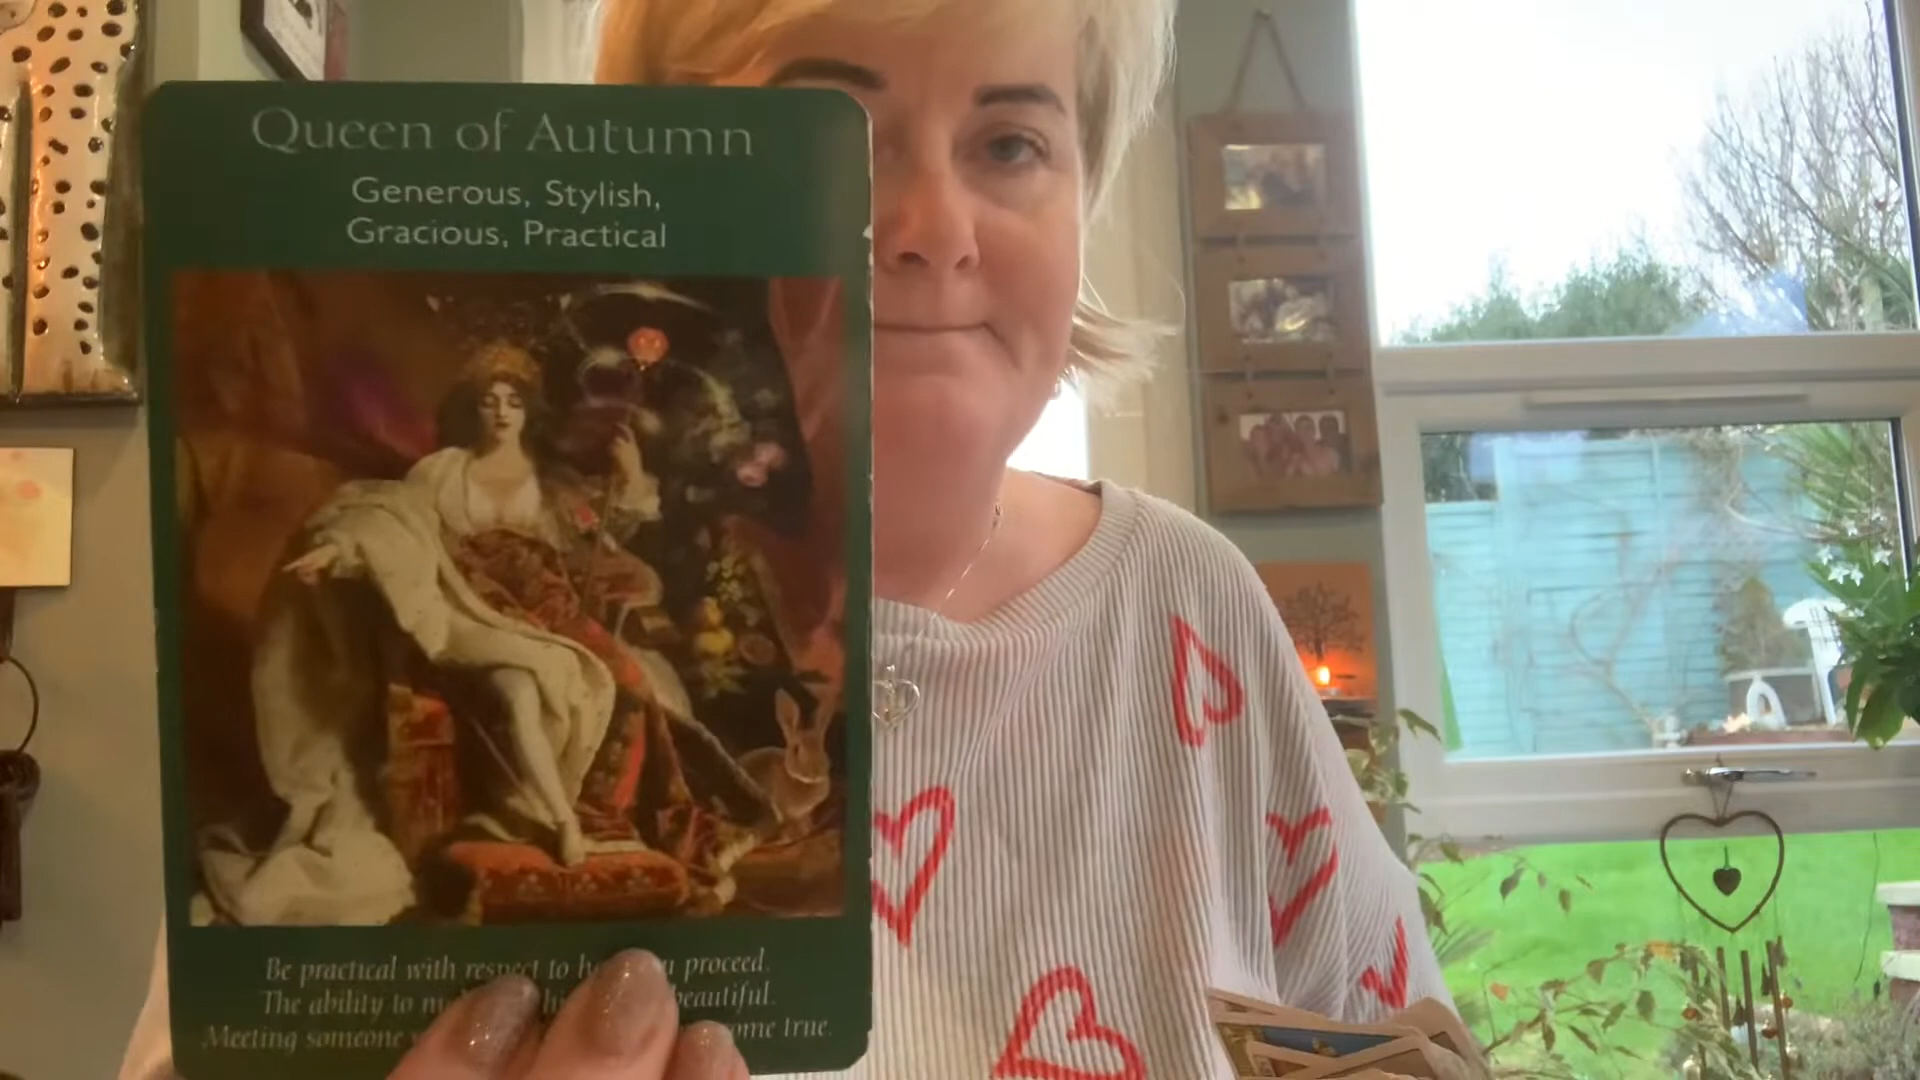 Queen of Autumn
Generous, Stylish,
Gracious, Practical
Be practical with respect to proceed.
The ability to beautiful.
Meeting someone come true.